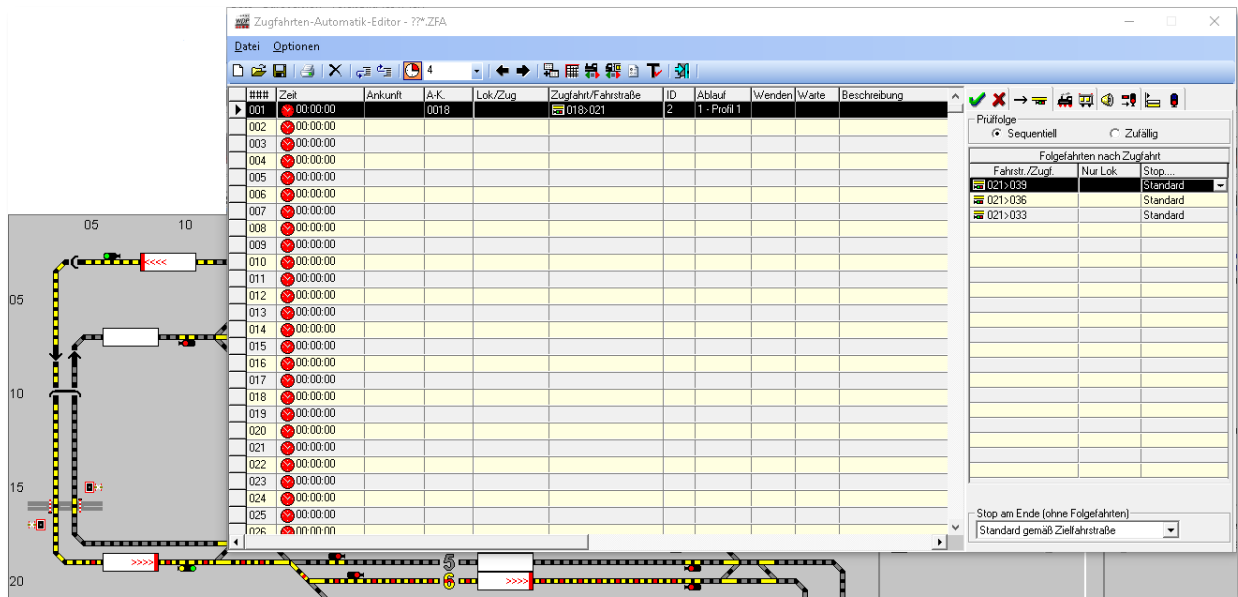 Zugfahrten-Automatik-Editor - ??*.ZFA
Datei Optionen
4
### Zeit Ankunft A-K. Lok/Zug Zugfahrt/Fahrstraße ID Ablauf Wenden Warte Beschreibung
001 00:00:00 0018 018>021 2 1 - Profil 1
002 00:00:00
003 00:00:00
004 00:00:00
005 00:00:00
006 00:00:00
007 00:00:00
008 00:00:00
009 00:00:00
010 00:00:00
011 00:00:00
012 00:00:00
013 00:00:00
014 00:00:00
015 00:00:00
016 00:00:00
017 00:00:00
018 00:00:00
019 00:00:00
020 00:00:00
021 00:00:00
022 00:00:00
023 00:00:00
024 00:00:00
025 00:00:00
026 00:00:00
Prüffolge
Sequentiell Zufällig
Folgefahrten nach Zugfahrt
Fahrstr./Zugf. Nur Lok Stop....
021>039 Standard
021>036 Standard
021>033 Standard
Stop am Ende (ohne Folgefahrten)
Standard gemäß Zielfahrstraße
05 10
<<<<
05
10
15
>>>> 5
20 6 >>>>